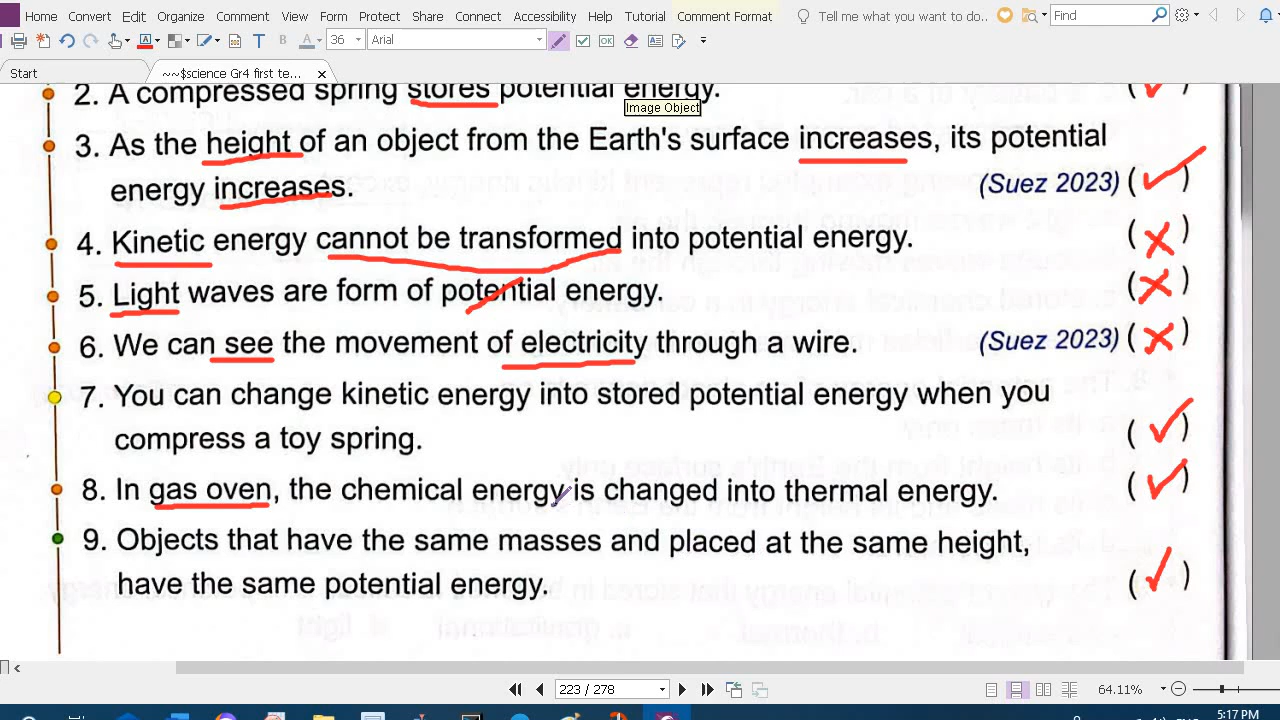 Home Convert Edit Organize Comment View Form Protect Share Connect Accessibility Help Tutorial Comment Format Tell me what you want to do.. Find
36 Arial
Start ~~$science Gr4 first te... ×
2. A compressed spring stores potential energy. (✓)
Image Object
3. As the height of an object from the Earth's surface increases, its potential
energy increases. (Suez 2023) (✓)
4. Kinetic energy cannot be transformed into potential energy. (✗)
5. Light waves are form of potential energy. (✗)
6. We can see the movement of electricity through a wire. (Suez 2023) (✗)
7. You can change kinetic energy into stored potential energy when you
compress a toy spring. (✓)
8. In gas oven, the chemical energy is changed into thermal energy. (✓)
9. Objects that have the same masses and placed at the same height,
have the same potential energy. (✓)
223 / 278 64.11%
5:17 PM